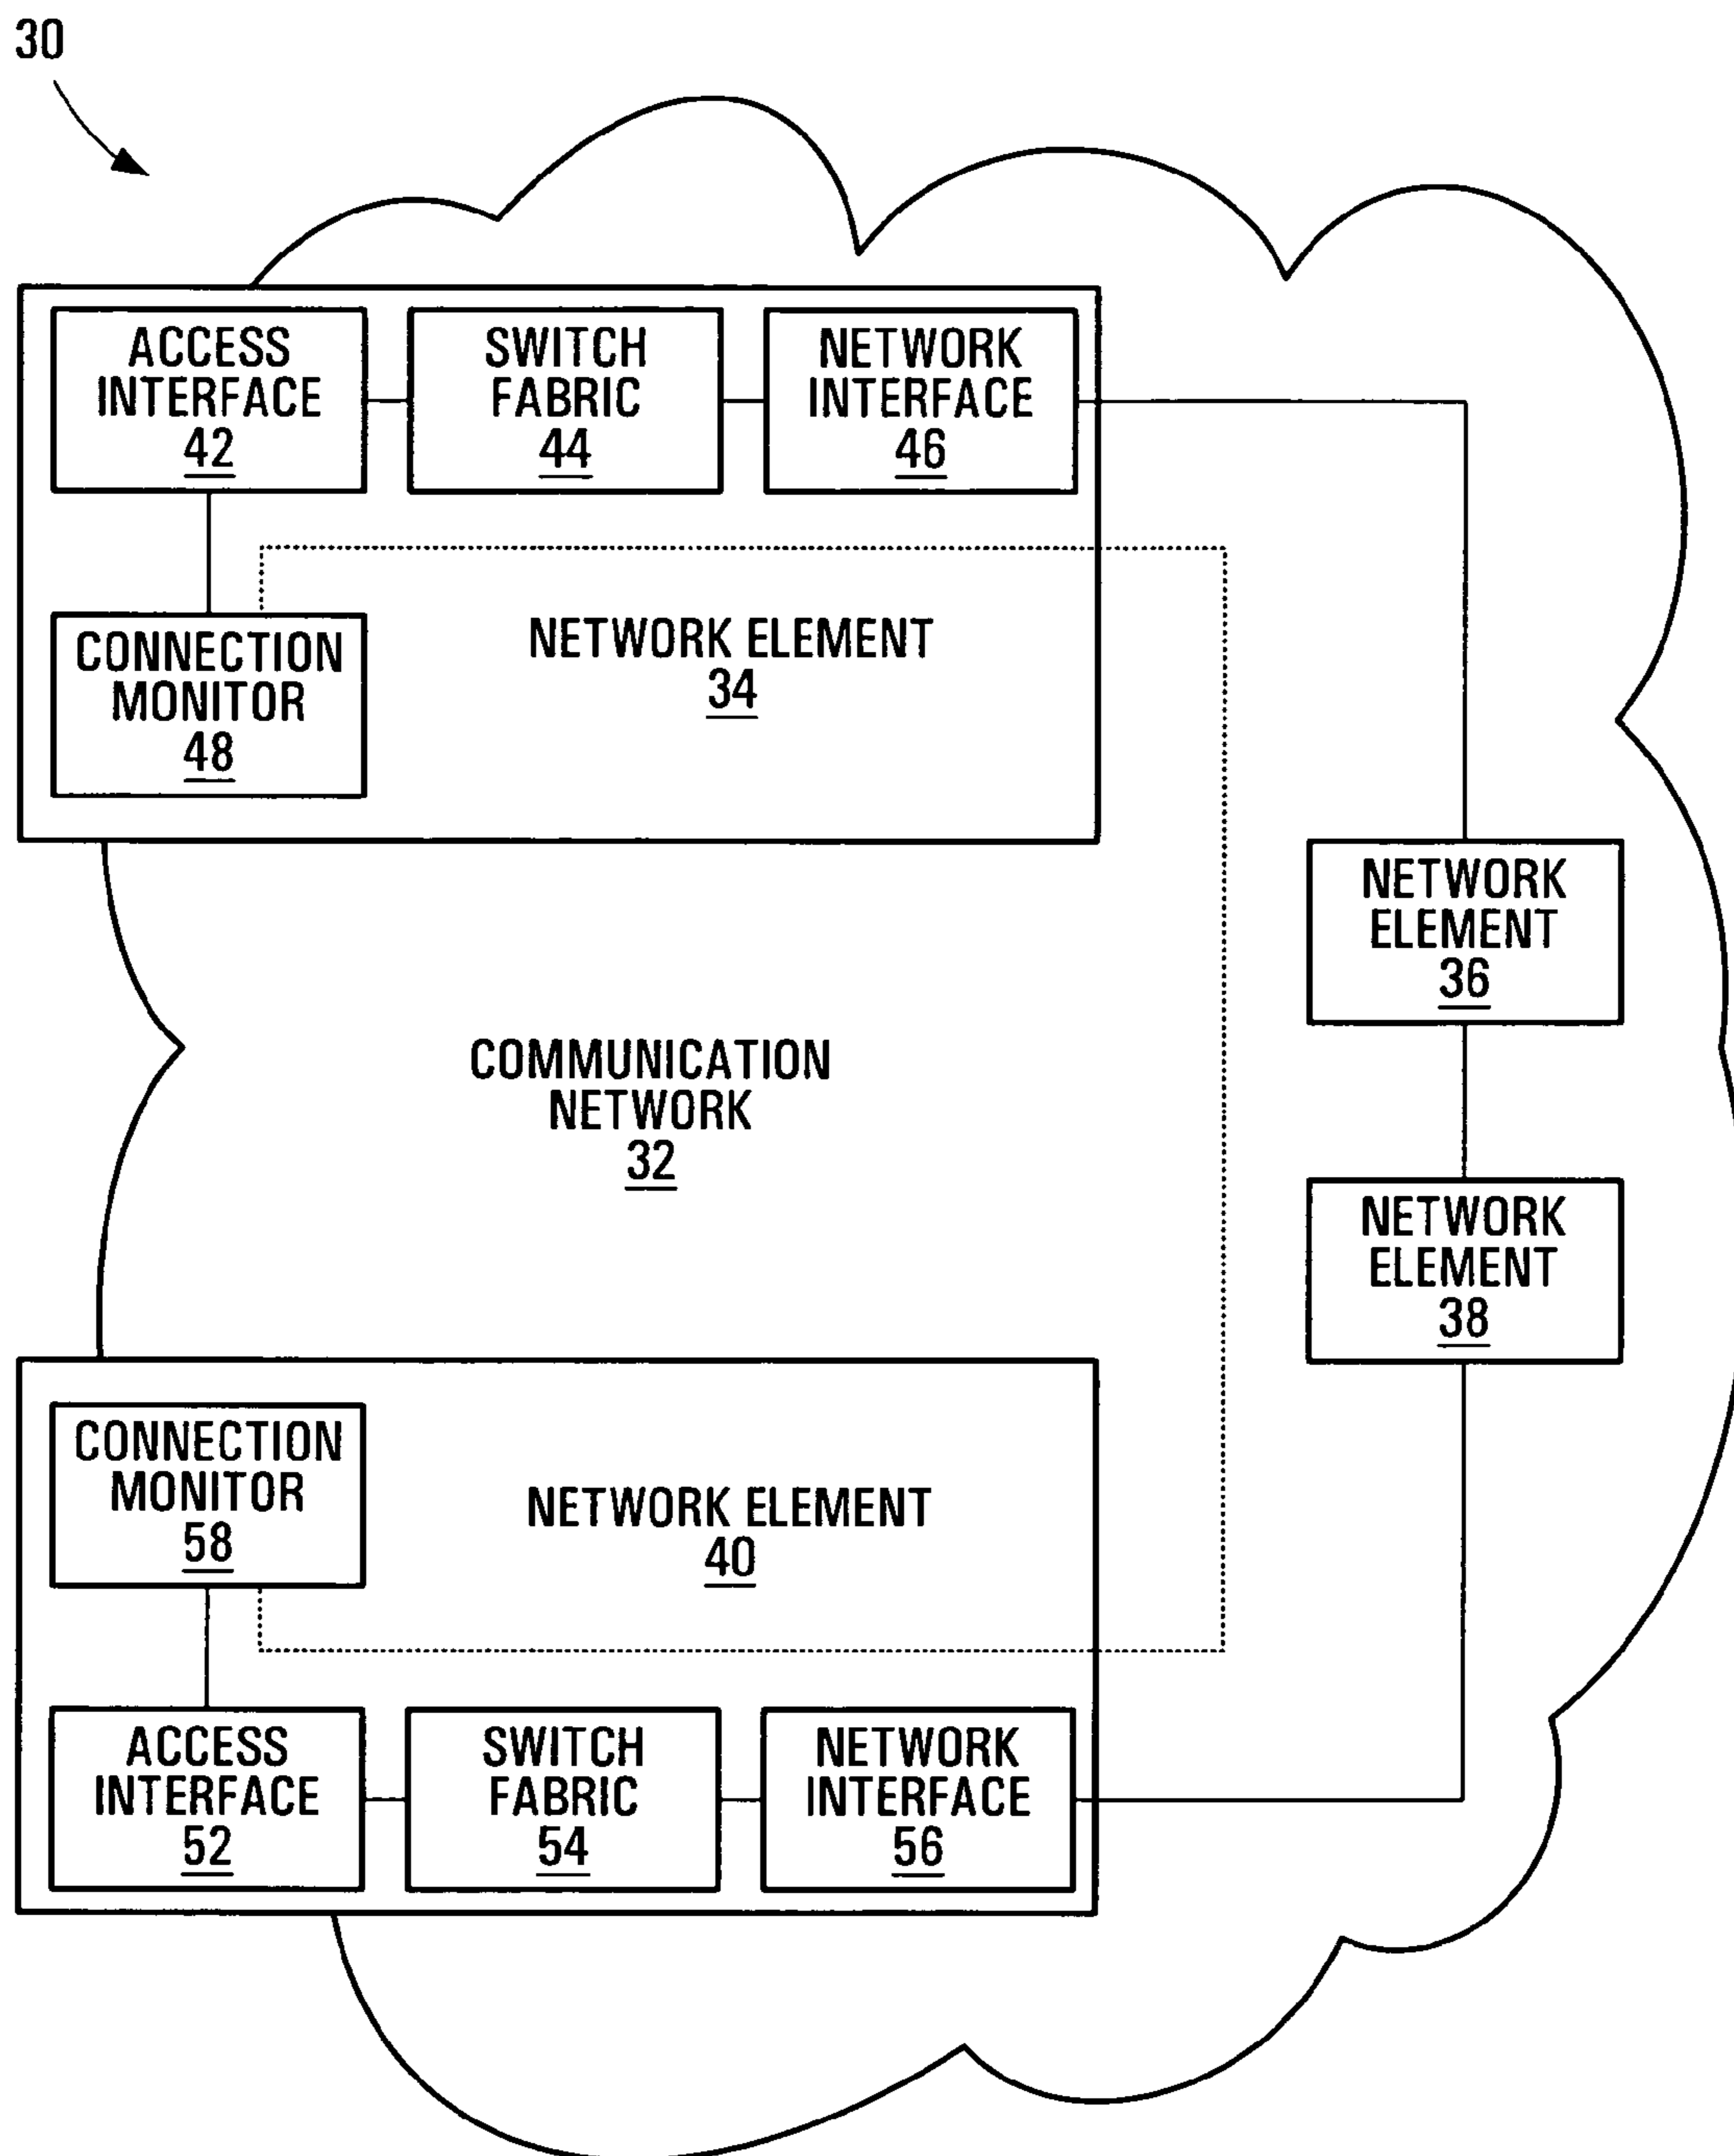 30
ACCESS
INTERFACE
42
SWITCH
FABRIC
44
NETWORK
INTERFACE
46
CONNECTION
MONITOR
48
NETWORK ELEMENT
34
NETWORK
ELEMENT
36
COMMUNICATION
NETWORK
32
NETWORK
ELEMENT
38
CONNECTION
MONITOR
58
NETWORK ELEMENT
40
ACCESS
INTERFACE
52
SWITCH
FABRIC
54
NETWORK
INTERFACE
56